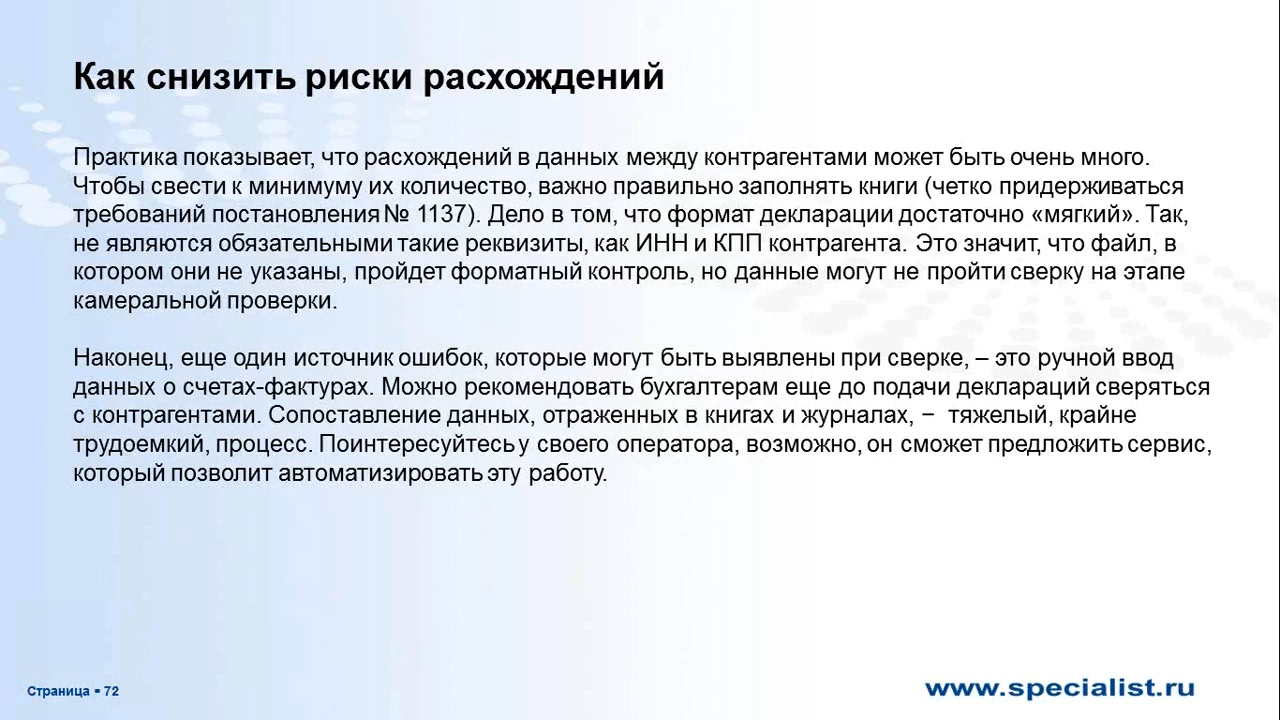 Как снизить риски расхождений
Практика показывает, что расхождений в данных между контрагентами может быть очень много.
Чтобы свести к минимуму их количество, важно правильно заполнять книги (четко придерживаться
требований постановления № 1137). Дело в том, что формат декларации достаточно «мягкий». Так,
не являются обязательными такие реквизиты, как ИНН и КПП контрагента. Это значит, что файл, в
котором они не указаны, пройдет форматный контроль, но данные могут не пройти сверку на этапе
камеральной проверки.
Наконец, еще один источник ошибок, которые могут быть выявлены при сверке, – это ручной ввод
данных о счетах-фактурах. Можно рекомендовать бухгалтерам еще до подачи деклараций сверяться
с контрагентами. Сопоставление данных, отраженных в книгах и журналах, − тяжелый, крайне
трудоемкий, процесс. Поинтересуйтесь у своего оператора, возможно, он сможет предложить сервис,
который позволит автоматизировать эту работу.
Страница ▪ 72
www.specialist.ru